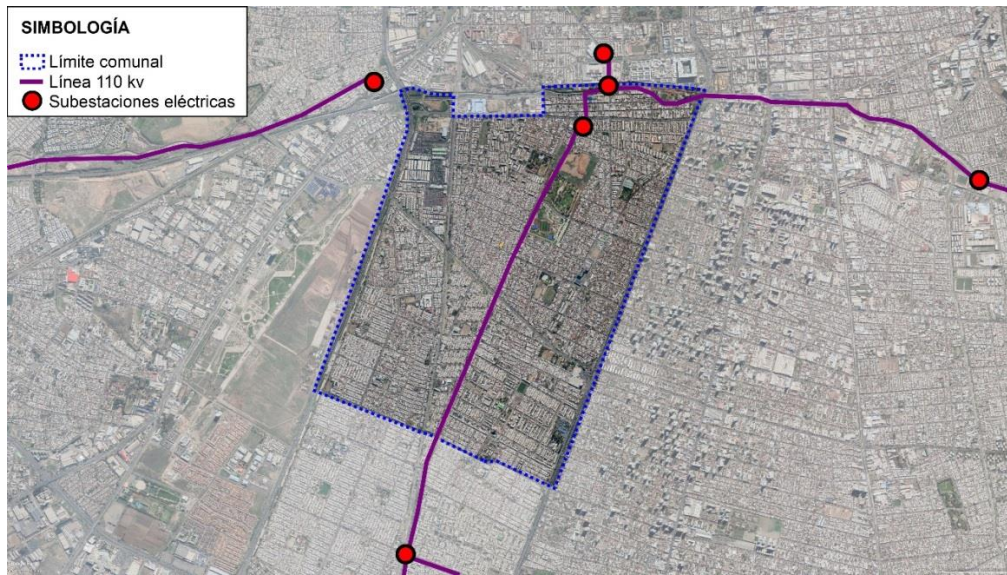 SIMBOLOGÍA
Límite comunal
Línea 110 kv
Subestaciones eléctricas